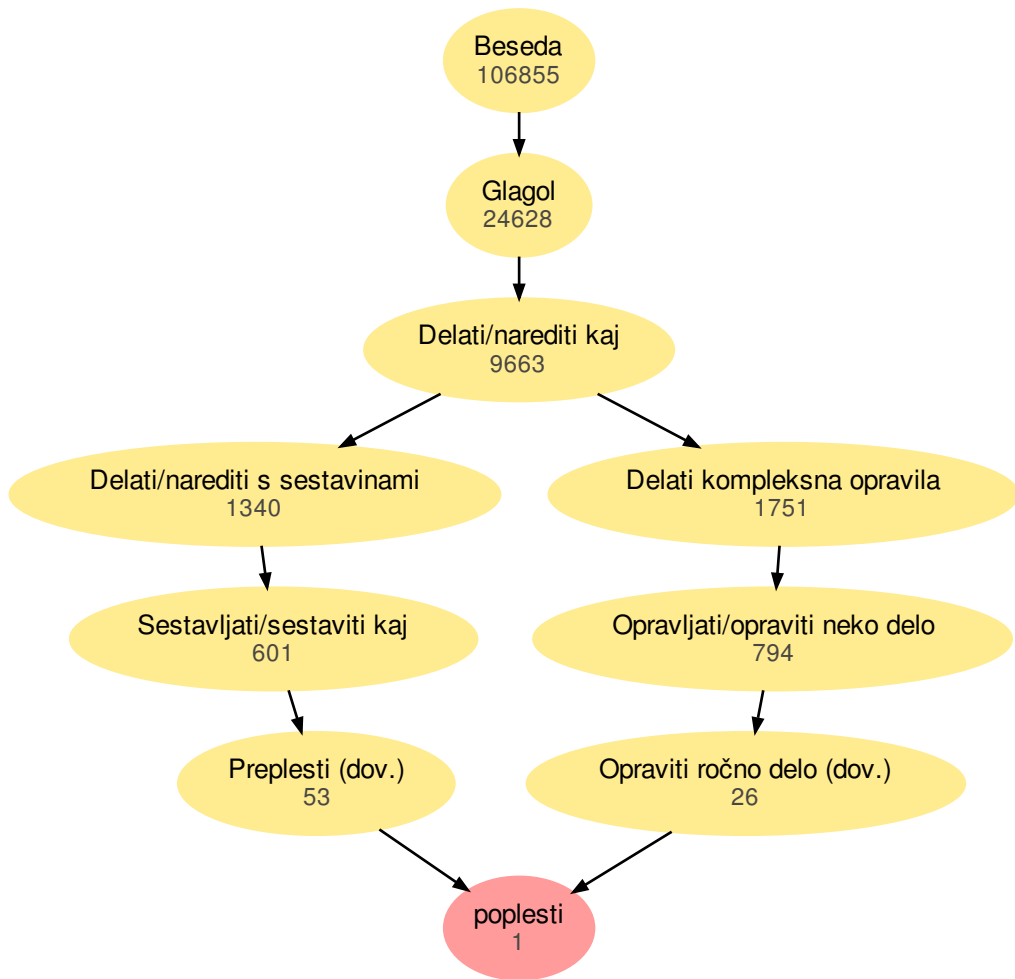 Beseda
106855
Glagol
24628
Delati/narediti kaj
9663
Delati/narediti s sestavinami
1340
Delati kompleksna opravila
1751
Sestavljati/sestaviti kaj
601
Opravljati/opraviti neko delo
794
Preplesti (dov.)
53
Opraviti ročno delo (dov.)
26
poplesti
1